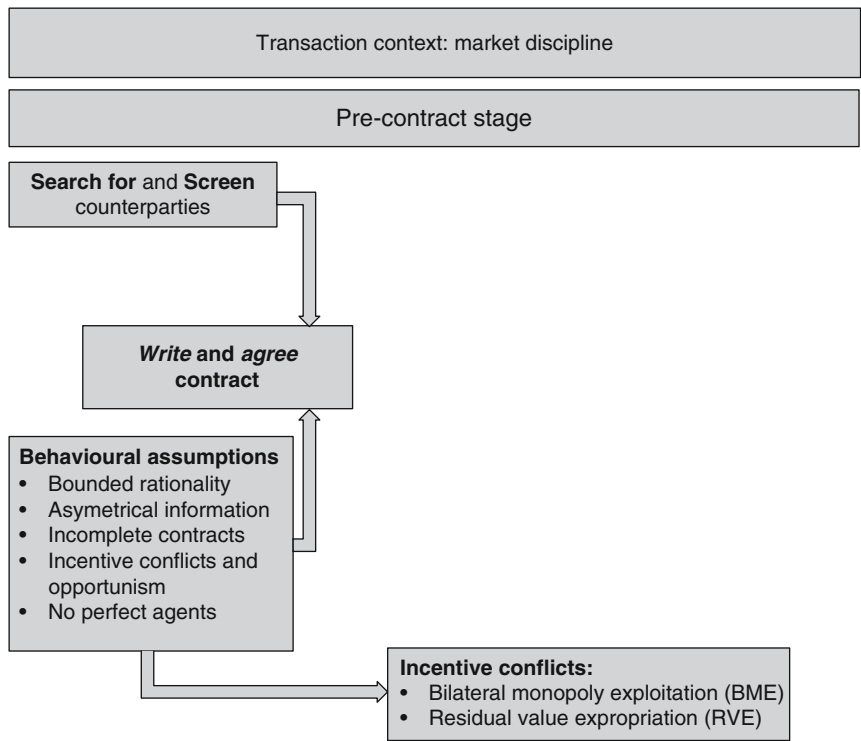 Transaction context: market discipline
Pre-contract stage
Search for and Screen
counterparties
Write and agree
contract
Behavioural assumptions
• Bounded rationality
• Asymetrical information
• Incomplete contracts
• Incentive conflicts and
opportunism
• No perfect agents
Incentive conflicts:
• Bilateral monopoly exploitation (BME)
• Residual value expropriation (RVE)